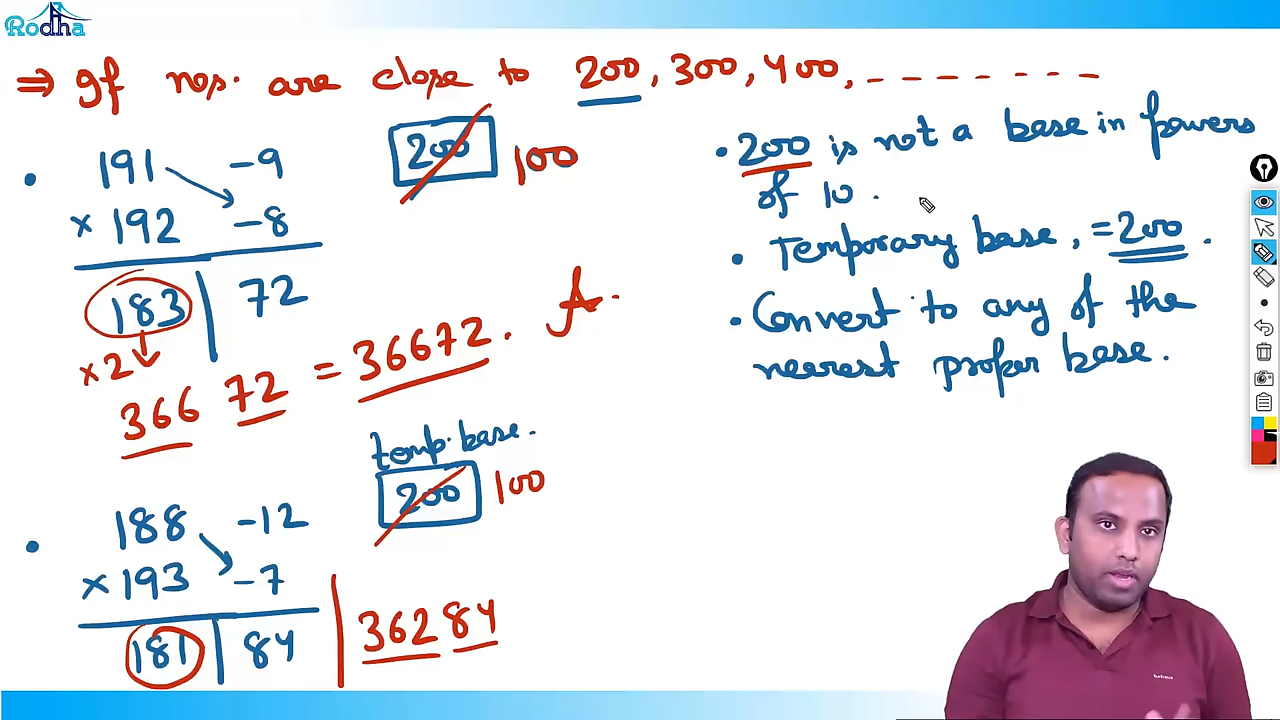 Rodha
⇒ If nos. are close to 200, 300, 400, - - - - - - - -
• 191 -9
× 192 -8
183 | 72
×2
366 72 = 36672. A.
200 100
• 200 is not a base in powers
of 10.
• Temporary base, = 200.
• Convert to any of the
nearest proper base.
temp. base.
200 100
• 188 -12
× 193 -7
181 | 84 | 362 84